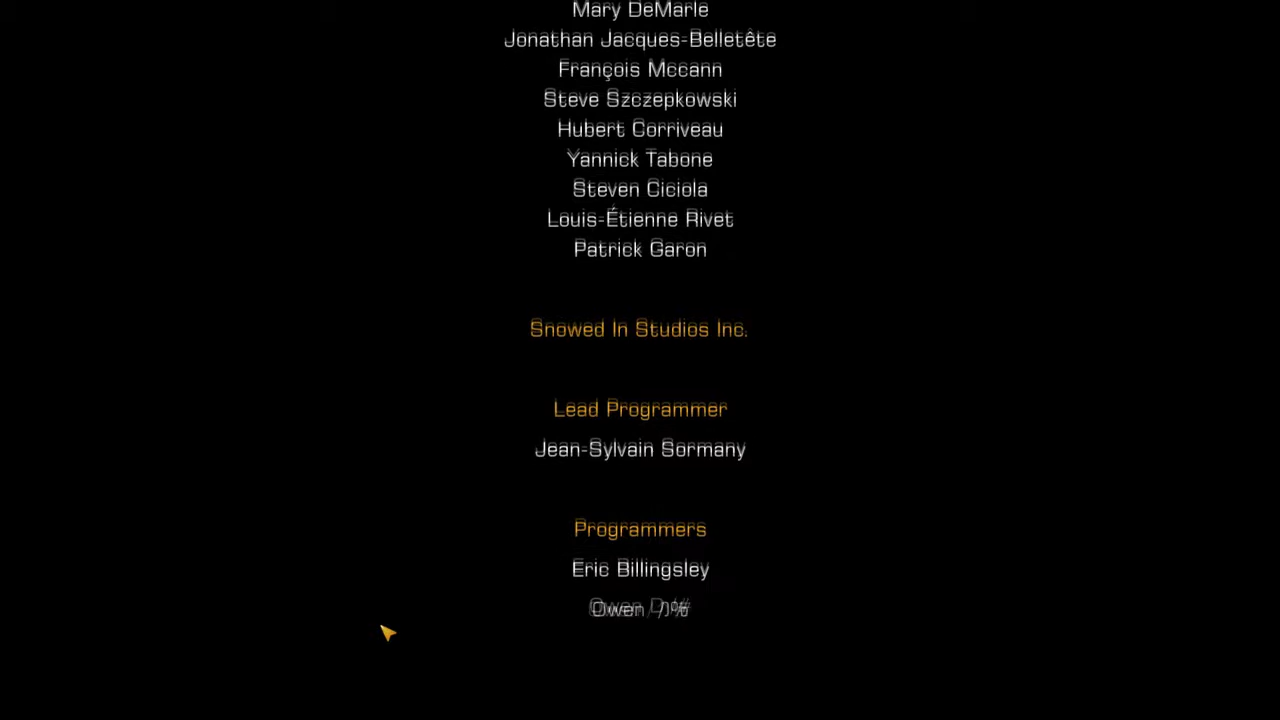 Mary DeMarle
Jonathan Jacques-Belletête
François Mccann
Steve Szczepkowski
Hubert Corriveau
Yannick Tabone
Steven Ciciola
Louis-Étienne Rivet
Patrick Garon
Snowed In Studios Inc.
Lead Programmer
Jean-Sylvain Sormany
Programmers
Eric Billingsley
Owen